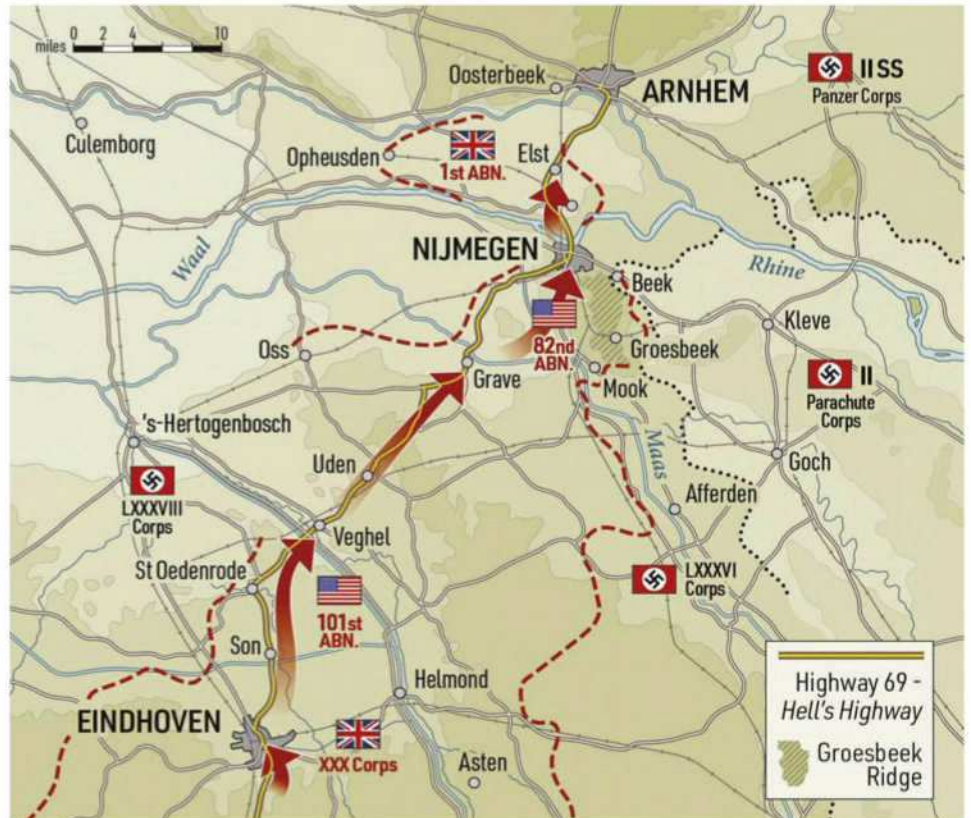 miles 0 2 4 6 10
Oosterbeek
ARNHEM
II SS
Panzer Corps
Culemborg
Opheusden
1st ABN.
Elst
Waal
NIJMEGEN
Rhine
Beek
Kleve
Oss
82nd
ABN.
Groesbeek
Grave
Mook
II
Parachute
Corps
's-Hertogenbosch
Maas
Goch
Uden
LXXXVIII
Corps
Afferden
Veghel
St Oedenrode
LXXXVI
Corps
101st
ABN.
Son
Helmond
Highway 69 -
Hell's Highway
EINDHOVEN
XXX Corps
Asten
Groesbeek
Ridge